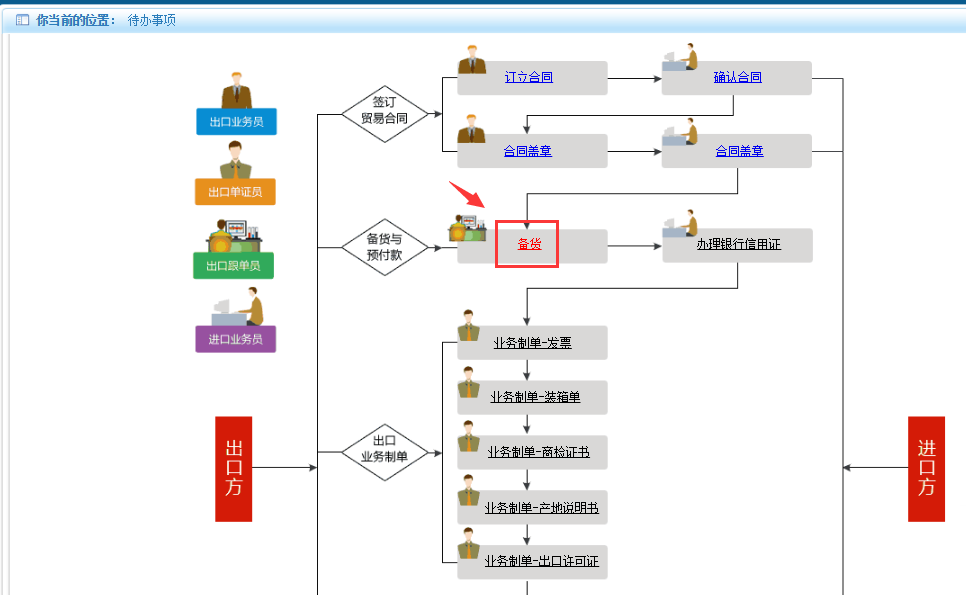 你当前的位置： 待办事项
出口业务员
出口单证员
出口跟单员
进口业务员
出口方
签订
贸易合同
订立合同
确认合同
合同盖章
合同盖章
备货与
预付款
备货
办理银行信用证
出口
业务制单
业务制单-发票
业务制单-装箱单
业务制单-商检证书
业务制单-产地说明书
业务制单-出口许可证
进口方